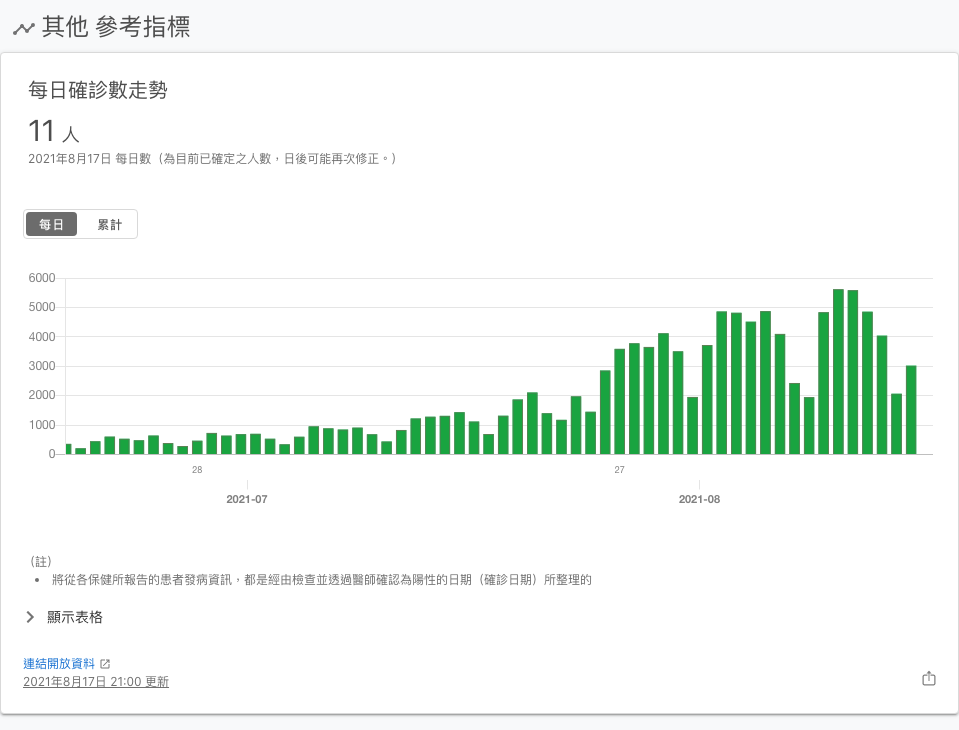 其他 參考指標
每日確診數走勢
11 人
2021年8月17日 每日數（為目前已確定之人數，日後可能再次修正。）
每日 累計
6000
5000
4000
3000
2000
1000
0
28 27
2021-07 2021-08
（註）
• 將從各保健所報告的患者發病資訊，都是經由檢查並透過醫師確認為陽性的日期（確診日期）所整理的
顯示表格
連結開放資料
2021年8月17日 21:00 更新